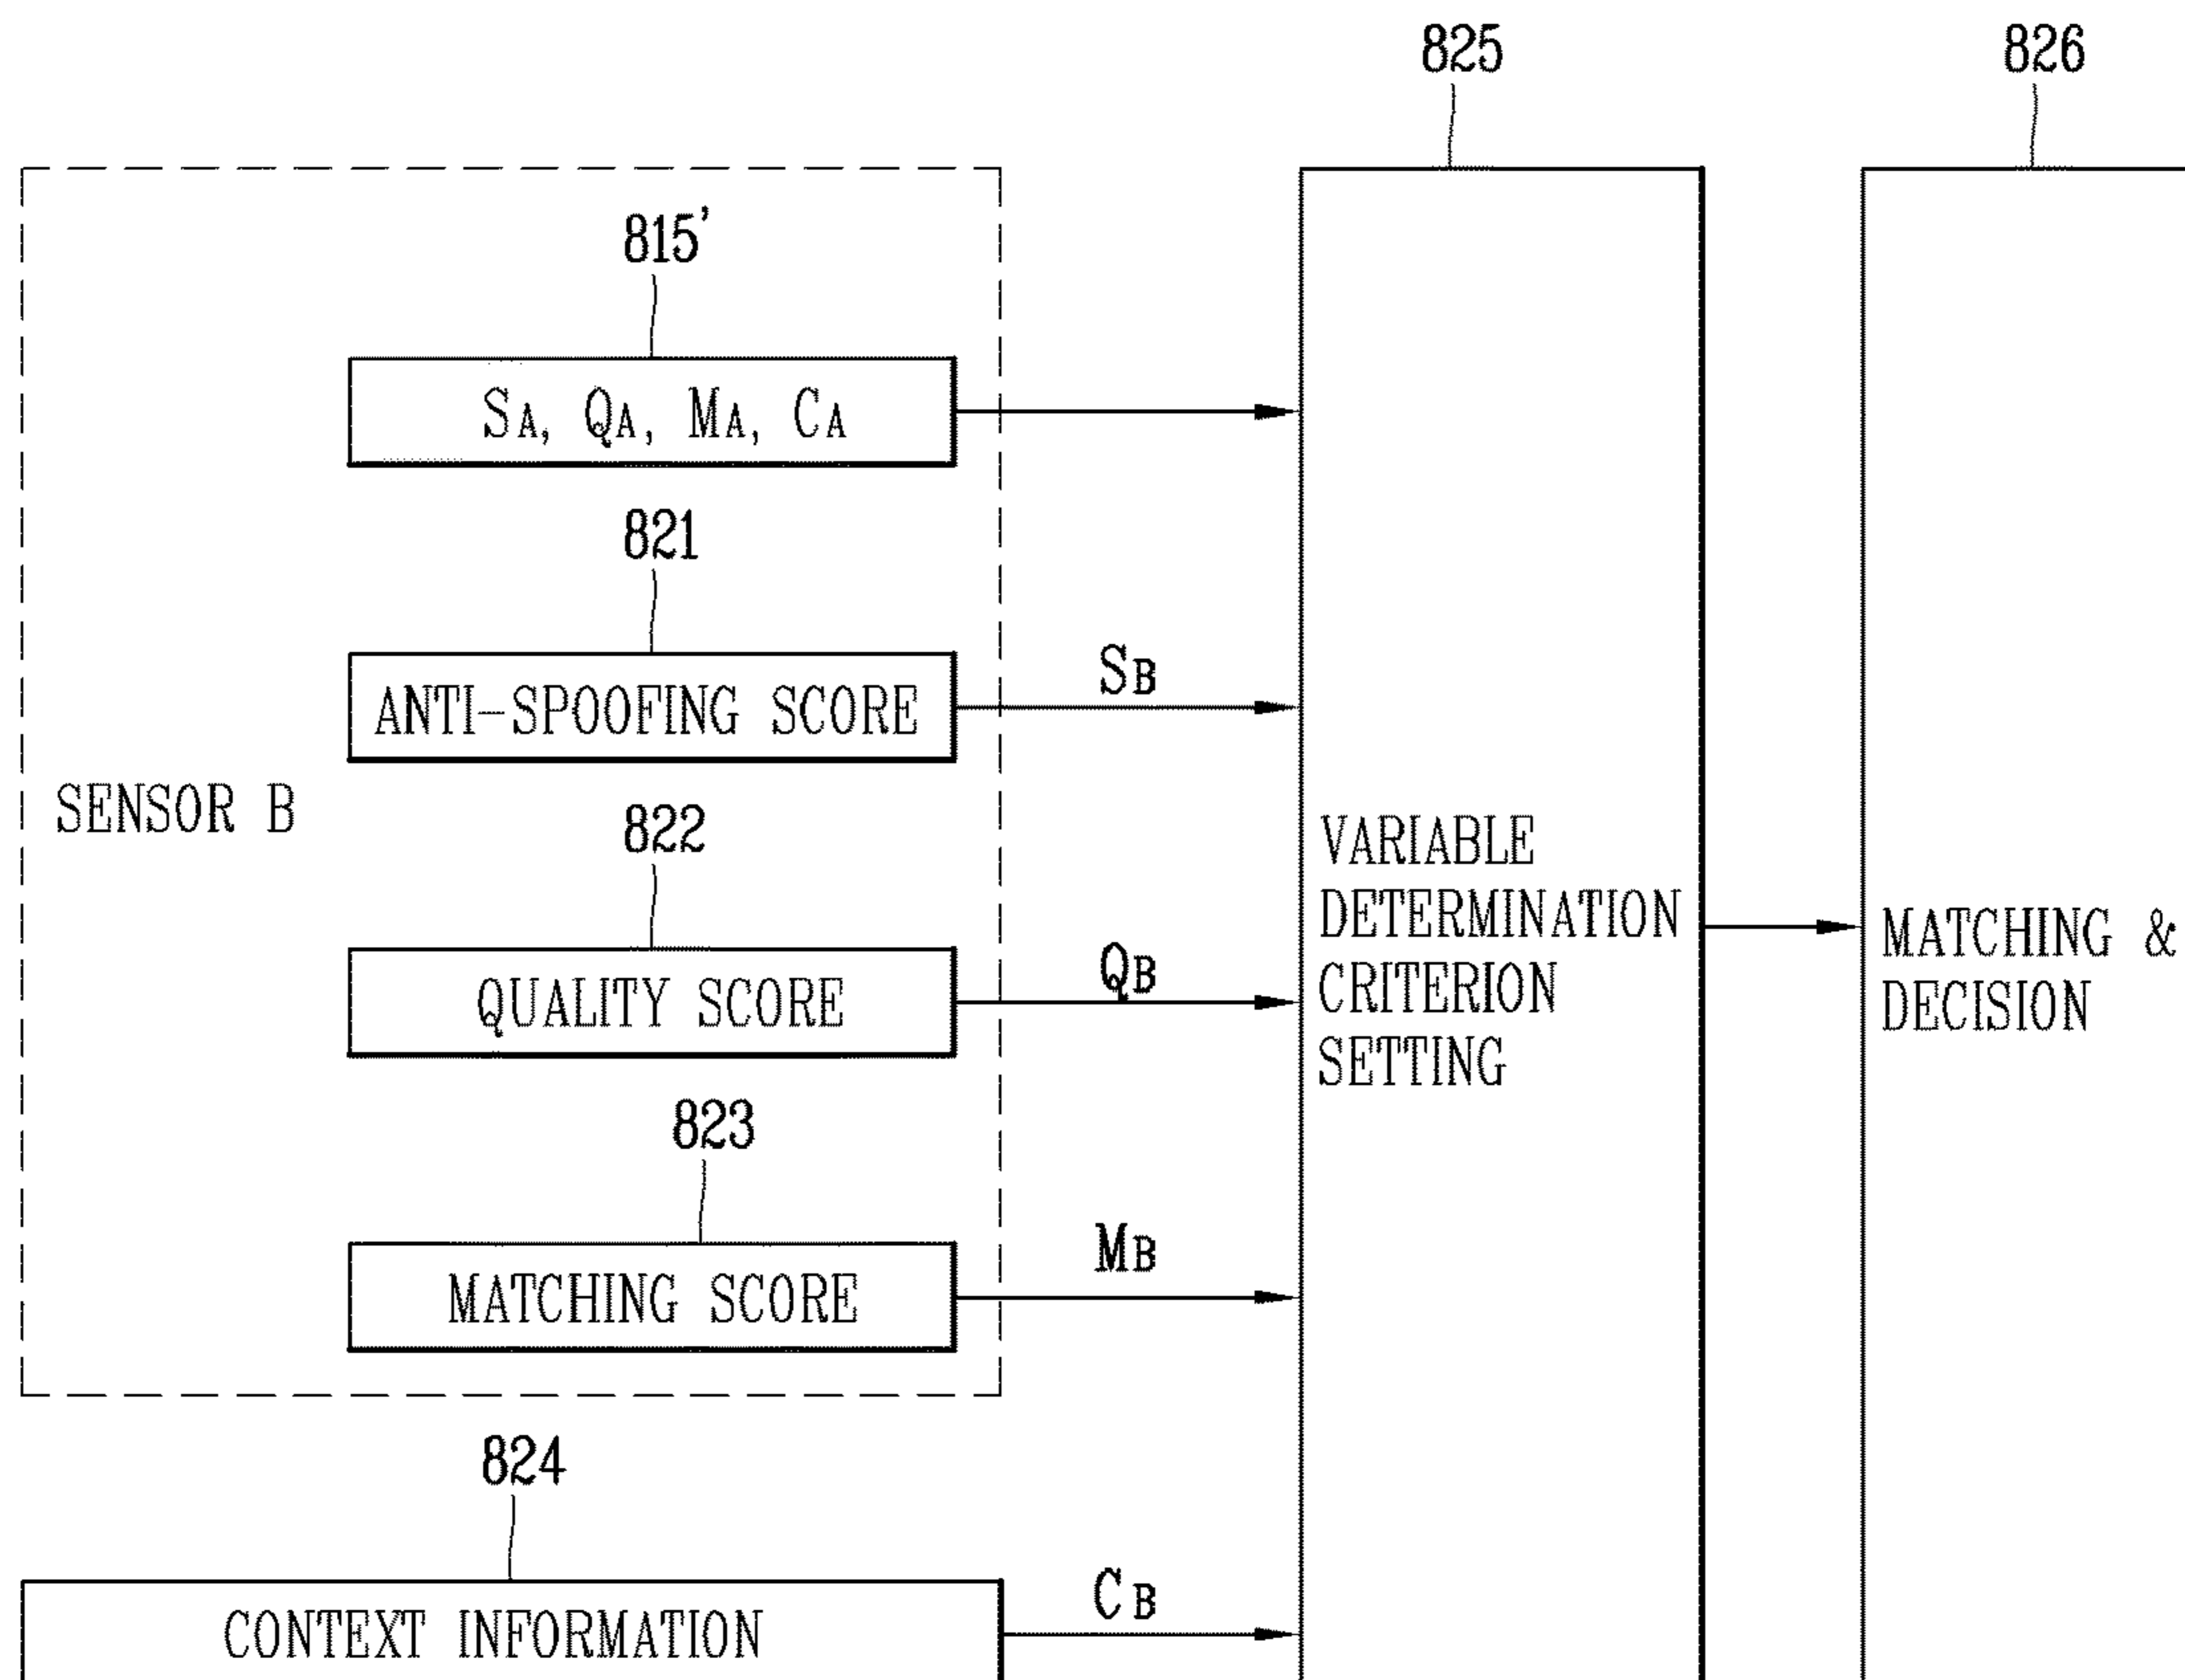 825
826
815'
SA, QA, MA, CA
821
ANTI-SPOOFING SCORE
SB
SENSOR B
822
QUALITY SCORE
QB
VARIABLE
DETERMINATION
CRITERION
SETTING
MATCHING &
DECISION
823
MATCHING SCORE
MB
824
CONTEXT INFORMATION
CB